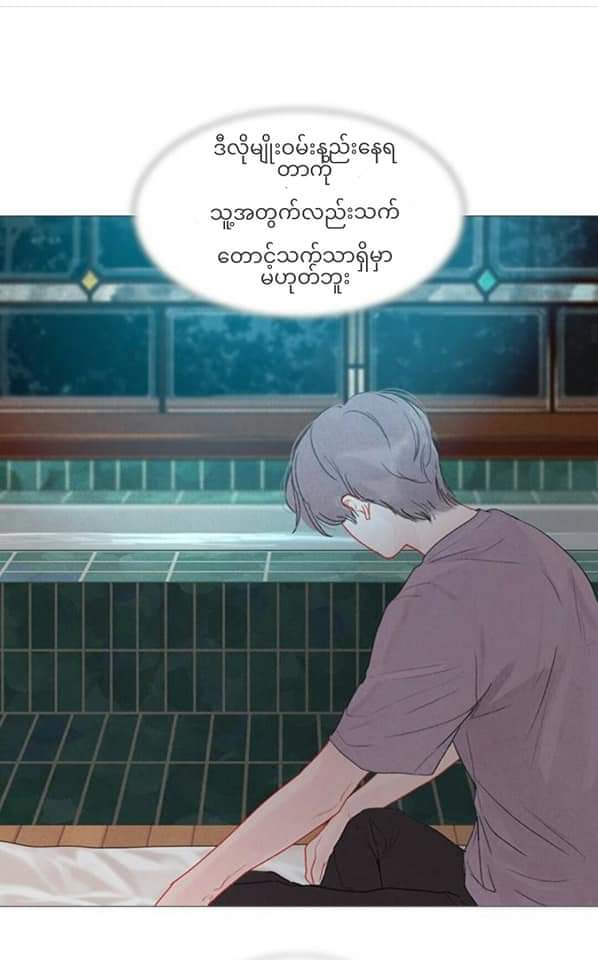 ဒီလိုမျိုးဝမ်းနည်းနေရ
တာကို
သူ့အတွက်လည်းသက်
တောင့်သက်သာရှိမှာ
မဟုတ်ဘူး